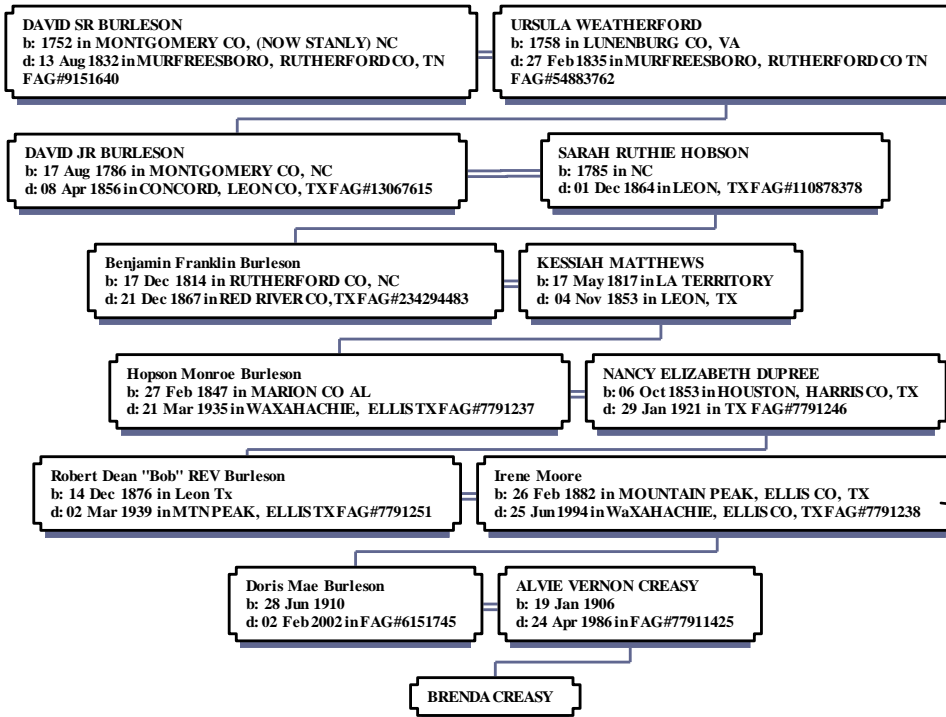 DAVID SR BURLESON
b: 1752 in MONTGOMERY CO, (NOW STANLY) NC
d: 13 Aug 1832 in MURFREESBORO, RUTHERFORD CO, TN
FAG#9151640
URSULA WEATHERFORD
b: 1758 in LUNENBURG CO, VA
d: 27 Feb 1835 in MURFREESBORO, RUTHERFORD CO TN
FAG#54883762
DAVID JR BURLESON
b: 17 Aug 1786 in MONTGOMERY CO, NC
d: 08 Apr 1856 in CONCORD, LEON CO, TX FAG#13067615
SARAH RUTHIE HOBSON
b: 1785 in NC
d: 01 Dec 1864 in LEON, TX FAG#110878378
Benjamin Franklin Burleson
b: 17 Dec 1814 in RUTHERFORD CO, NC
d: 21 Dec 1867 in RED RIVER CO, TX FAG#234294483
KESSIAH MATTHEWS
b: 17 May 1817 in LA TERRITORY
d: 04 Nov 1853 in LEON, TX
Hopson Monroe Burleson
b: 27 Feb 1847 in MARION CO AL
d: 21 Mar 1935 in WAXAHACHIE, ELLIS TX FAG#7791237
NANCY ELIZABETH DUPREE
b: 06 Oct 1853 in HOUSTON, HARRIS CO, TX
d: 29 Jan 1921 in TX FAG#7791246
Robert Dean "Bob" REV Burleson
b: 14 Dec 1876 in Leon Tx
d: 02 Mar 1939 in MTN PEAK, ELLIS TX FAG#7791251
Irene Moore
b: 26 Feb 1882 in MOUNTAIN PEAK, ELLIS CO, TX
d: 25 Jun 1994 in WaXAHACHIE, ELLIS CO, TX FAG#7791238
Doris Mae Burleson
b: 28 Jun 1910
d: 02 Feb 2002 in FAG#6151745
ALVIE VERNON CREASY
b: 19 Jan 1906
d: 24 Apr 1986 in FAG#77911425
BRENDA CREASY